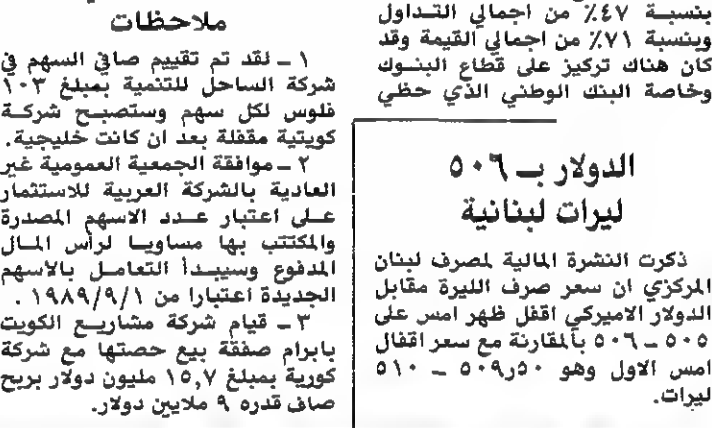 بنسبة ٤٧٪ من اجمالي التداول
وبنسبة ٧١٪ من اجمالي القيمة وقد
كان هناك تركيز على قطاع البنوك
وخاصة البنك الوطني الذي حظي
الدولار بـ ٥٠٦
ليرات لبنانية
ذكرت النشرة المالية لمصرف لبنان
المركزي ان سعر صرف الليرة مقابل
الدولار الاميركي اقفل ظهر امس على
٥٠٥ ـ ٥٠٦ بالمقارنة مع سعر اقفال
امس الاول وهو ٥٠ر٥٠٩ ـ ٥١٠
ليرات.
ملاحظات
١ ـ لقد تم تقييم صافي السهم في
شركة الساحل للتنمية بمبلغ ١٠٣
فلوس لكل سهم وستصبح شركة
كويتية مقفلة بعد ان كانت خليجية.
٢ ـ موافقة الجمعية العمومية غير
العادية بالشركة العربية للاستثمار
على اعتبار عدد الاسهم المصدرة
والمكتتب بها مساويا لرأس المال
المدفوع وسيبدأ التعامل بالاسهم
الجديدة اعتبارا من ١٩٨٩/٩/١ .
٣ ـ قيام شركة مشاريع الكويت
بابرام صفقة بيع حصتها مع شركة
كورية بمبلغ ١٥,٧ مليون دولار بربح
صاف قدره ٩ ملايين دولار.